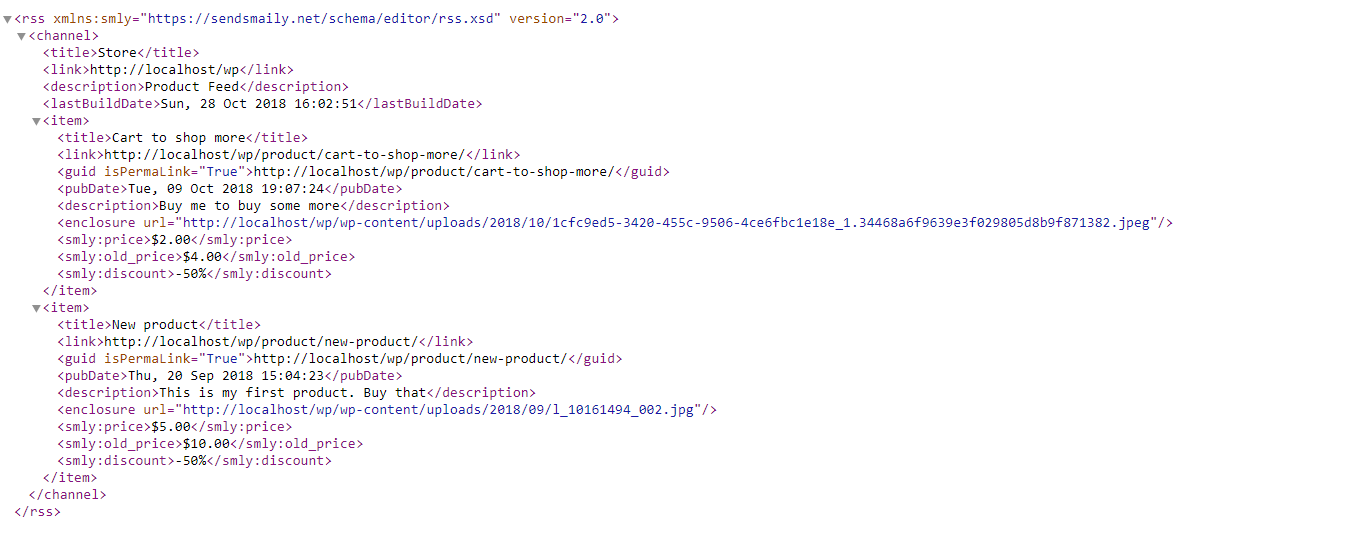 <rss xmlns:smly="https://sendsmaily.net/schema/editor/rss.xsd" version="2.0">
<channel>
<title>Store</title>
<link>http://localhost/wp</link>
<description>Product Feed</description>
<lastBuildDate>Sun, 28 Oct 2018 16:02:51</lastBuildDate>
<item>
<title>Cart to shop more</title>
<link>http://localhost/wp/product/cart-to-shop-more/</link>
<guid isPermaLink="True">http://localhost/wp/product/cart-to-shop-more/</guid>
<pubDate>Tue, 09 Oct 2018 19:07:24</pubDate>
<description>Buy me to buy some more</description>
<enclosure url="http://localhost/wp/wp-content/uploads/2018/10/1cfc9ed5-3420-455c-9506-4ce6fbc1e18e_1.34468a6f9639e3f029805d8b9f871382.jpeg"/>
<smly:price>$2.00</smly:price>
<smly:old_price>$4.00</smly:old_price>
<smly:discount>-50%</smly:discount>
</item>
<item>
<title>New product</title>
<link>http://localhost/wp/product/new-product/</link>
<guid isPermaLink="True">http://localhost/wp/product/new-product/</guid>
<pubDate>Thu, 20 Sep 2018 15:04:23</pubDate>
<description>This is my first product. Buy that</description>
<enclosure url="http://localhost/wp/wp-content/uploads/2018/09/l_10161494_002.jpg"/>
<smly:price>$5.00</smly:price>
<smly:old_price>$10.00</smly:old_price>
<smly:discount>-50%</smly:discount>
</item>
</channel>
</rss>